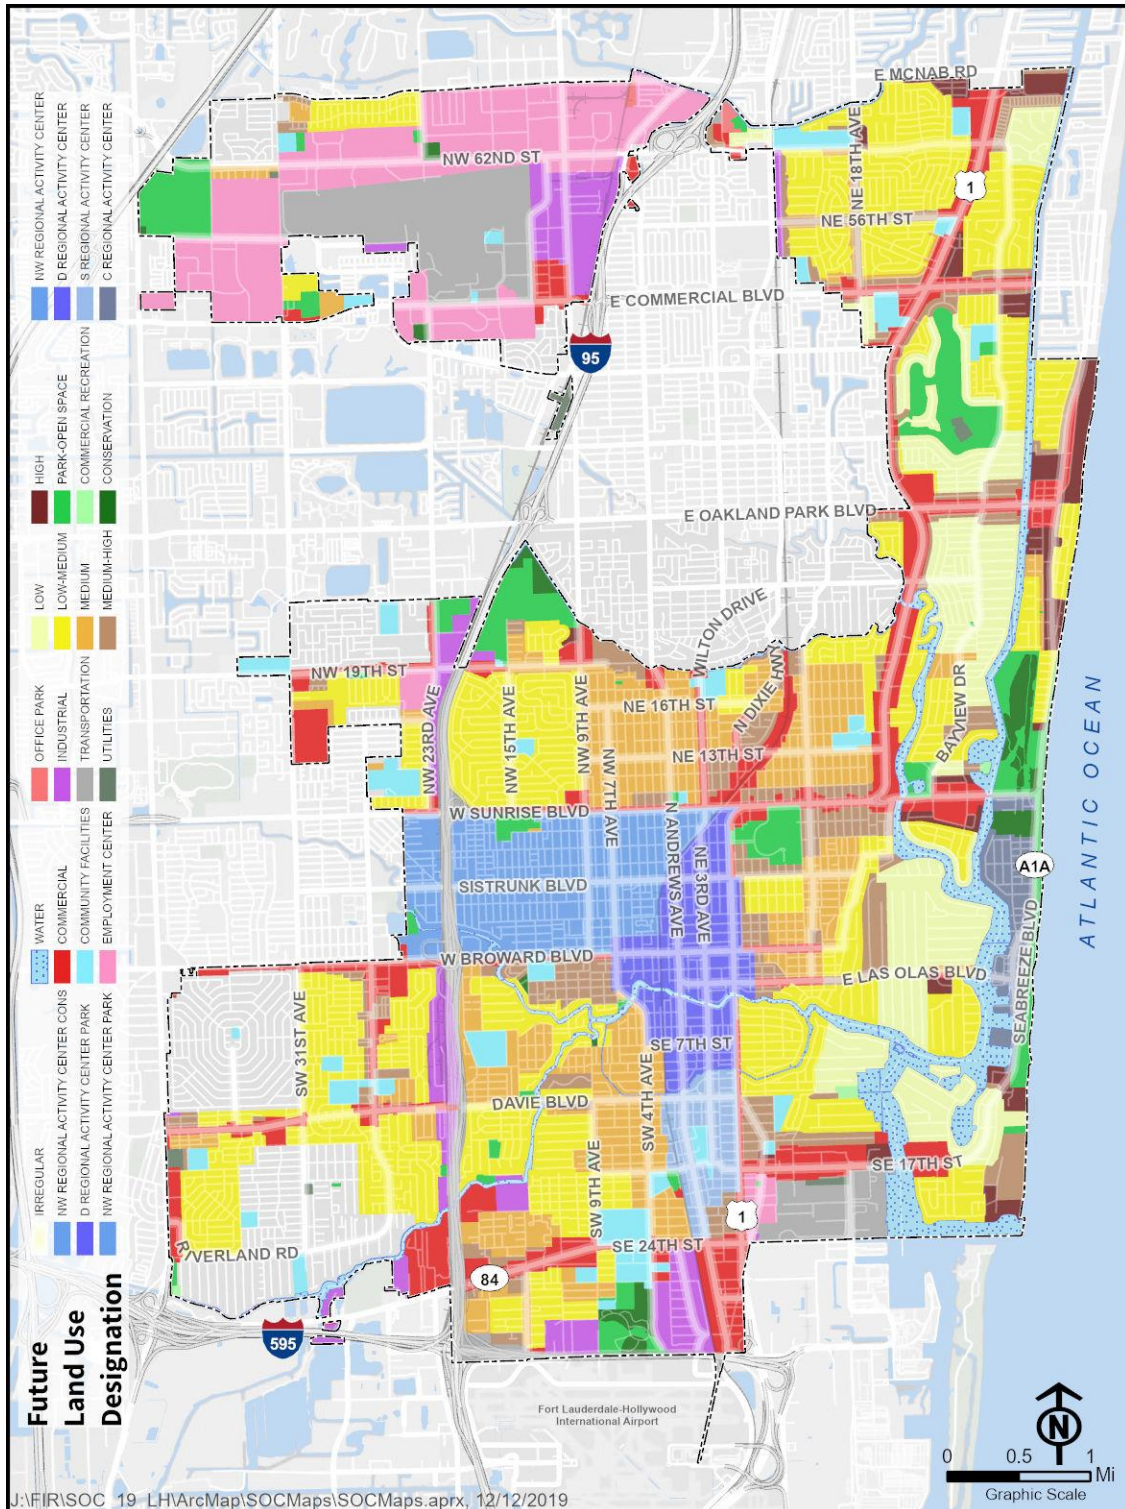 Future
Land Use
Designation
IRREGULAR
NW REGIONAL ACTIVITY CENTER CONS
D REGIONAL ACTIVITY CENTER PARK
NW REGIONAL ACTIVITY CENTER PARK
WATER
COMMERCIAL
COMMUNITY FACILITIES
EMPLOYMENT CENTER
OFFICE PARK
INDUSTRIAL
TRANSPORTATION
UTILITIES
LOW
LOW-MEDIUM
MEDIUM
MEDIUM-HIGH
HIGH
PARK-OPEN SPACE
COMMERCIAL RECREATION
CONSERVATION
NW REGIONAL ACTIVITY CENTER
D REGIONAL ACTIVITY CENTER
S REGIONAL ACTIVITY CENTER
C REGIONAL ACTIVITY CENTER
E MCNAB RD
NW 62ND ST
NE 18TH AVE
1
NE 56TH ST
E COMMERCIAL BLVD
95
E OAKLAND PARK BLVD
WILTON DRIVE
NW 19TH ST
NW 23RD AVE
NW 15TH AVE
NW 9TH AVE
NE 16TH ST
N DIXIE HWY
BAYVIEW DR
NE 13TH ST
NW 7TH AVE
W SUNRISE BLVD
N ANDREWS AVE
NE 3RD AVE
A1A
SISTRUNK BLVD
SEABREEZE BLVD
ATLANTIC OCEAN
W BROWARD BLVD
E LAS OLAS BLVD
SW 31ST AVE
SE 7TH ST
DAVIE BLVD
SW 4TH AVE
SW 9TH AVE
SE 17TH ST
1
RIVERLAND RD
SE 24TH ST
84
595
Fort Lauderdale-Hollywood
International Airport
N
0 0.5 1
Mi
Graphic Scale
J:\FIR\SOC_19_LH\ArcMap\SOCMaps\SOCMaps.aprx, 12/12/2019